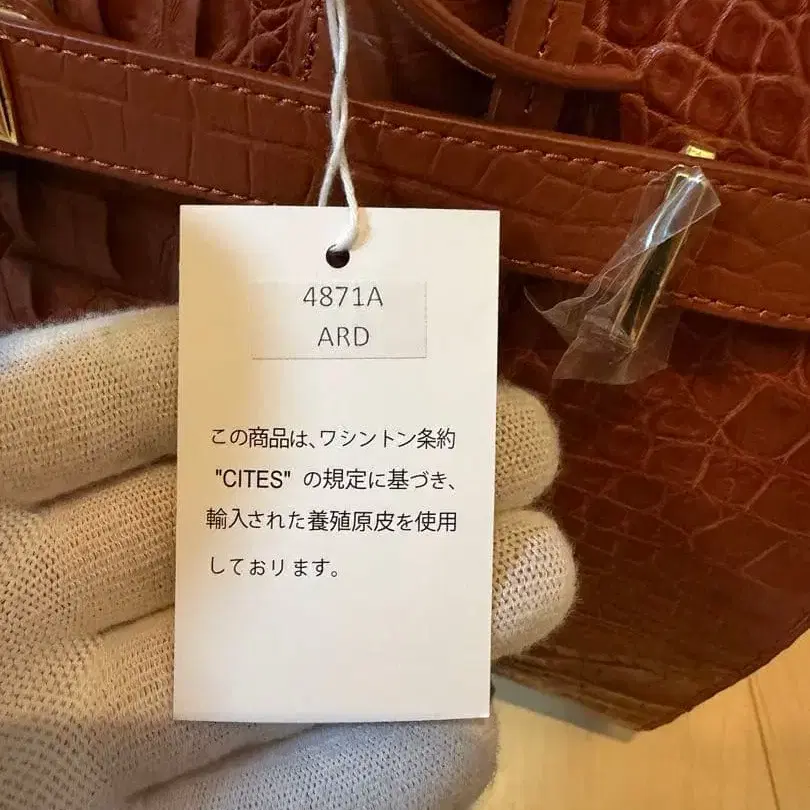 4871A
ARD
この商品は、ワシントン条約
"CITES" の規定に基づき、
輸入された養殖原皮を使用
しております。